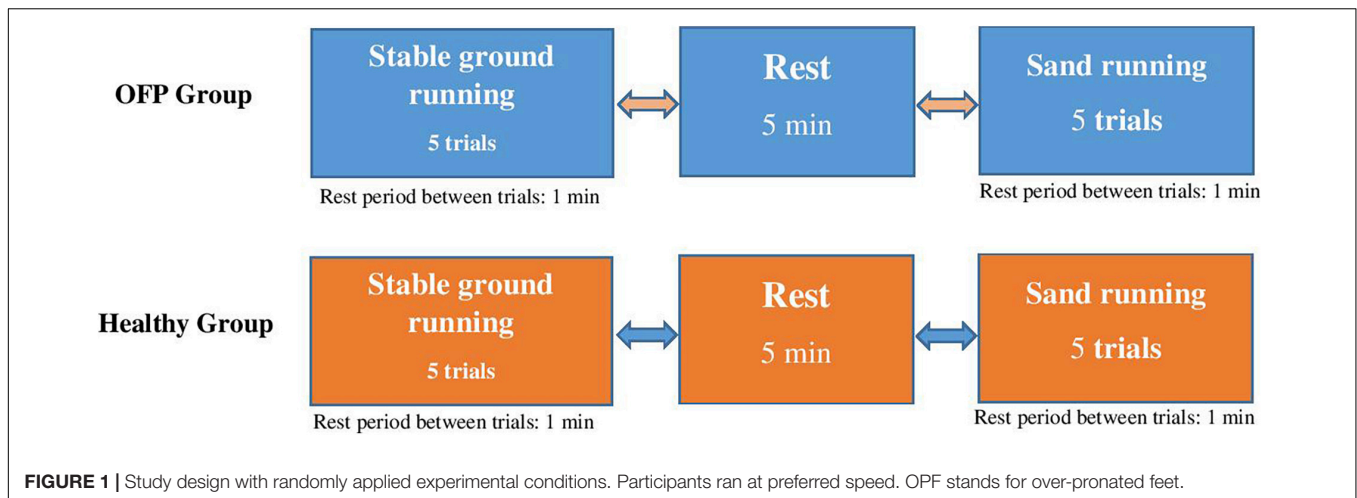 OFP Group
Stable ground
running
5 trials
Rest
5 min
Sand running
5 trials
Rest period between trials: 1 min
Rest period between trials: 1 min
Healthy Group
Stable ground
running
5 trials
Rest
5 min
Sand running
5 trials
Rest period between trials: 1 min
Rest period between trials: 1 min
FIGURE 1 | Study design with randomly applied experimental conditions. Participants ran at preferred speed. OPF stands for over-pronated feet.